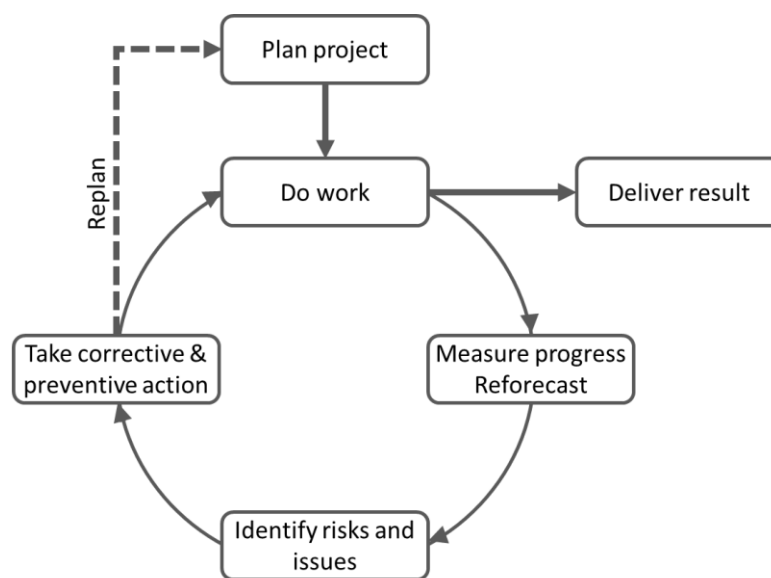 Plan project
Replan
Do work
Deliver result
Take corrective &
preventive action
Measure progress
Reforecast
Identify risks and
issues